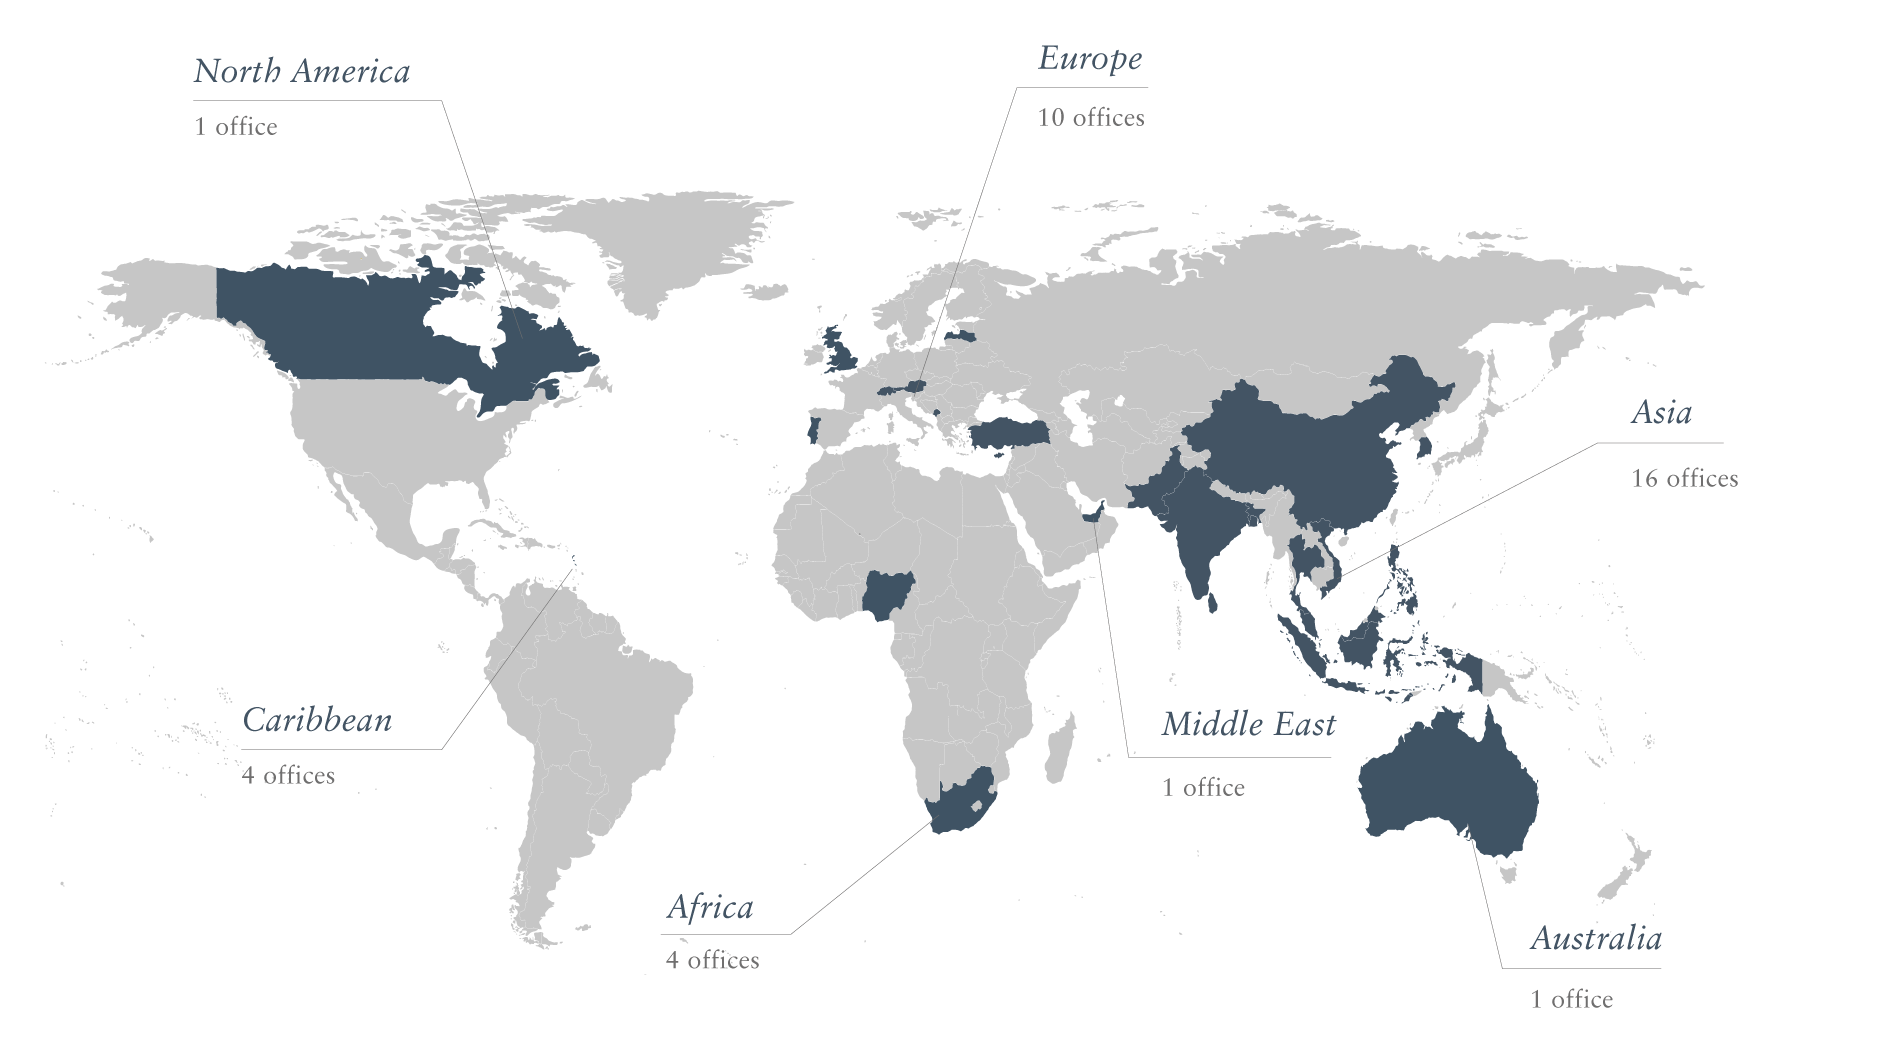 North America
1 office
Europe
10 offices
Asia
16 offices
Caribbean
4 offices
Middle East
1 office
Africa
4 offices
Australia
1 office